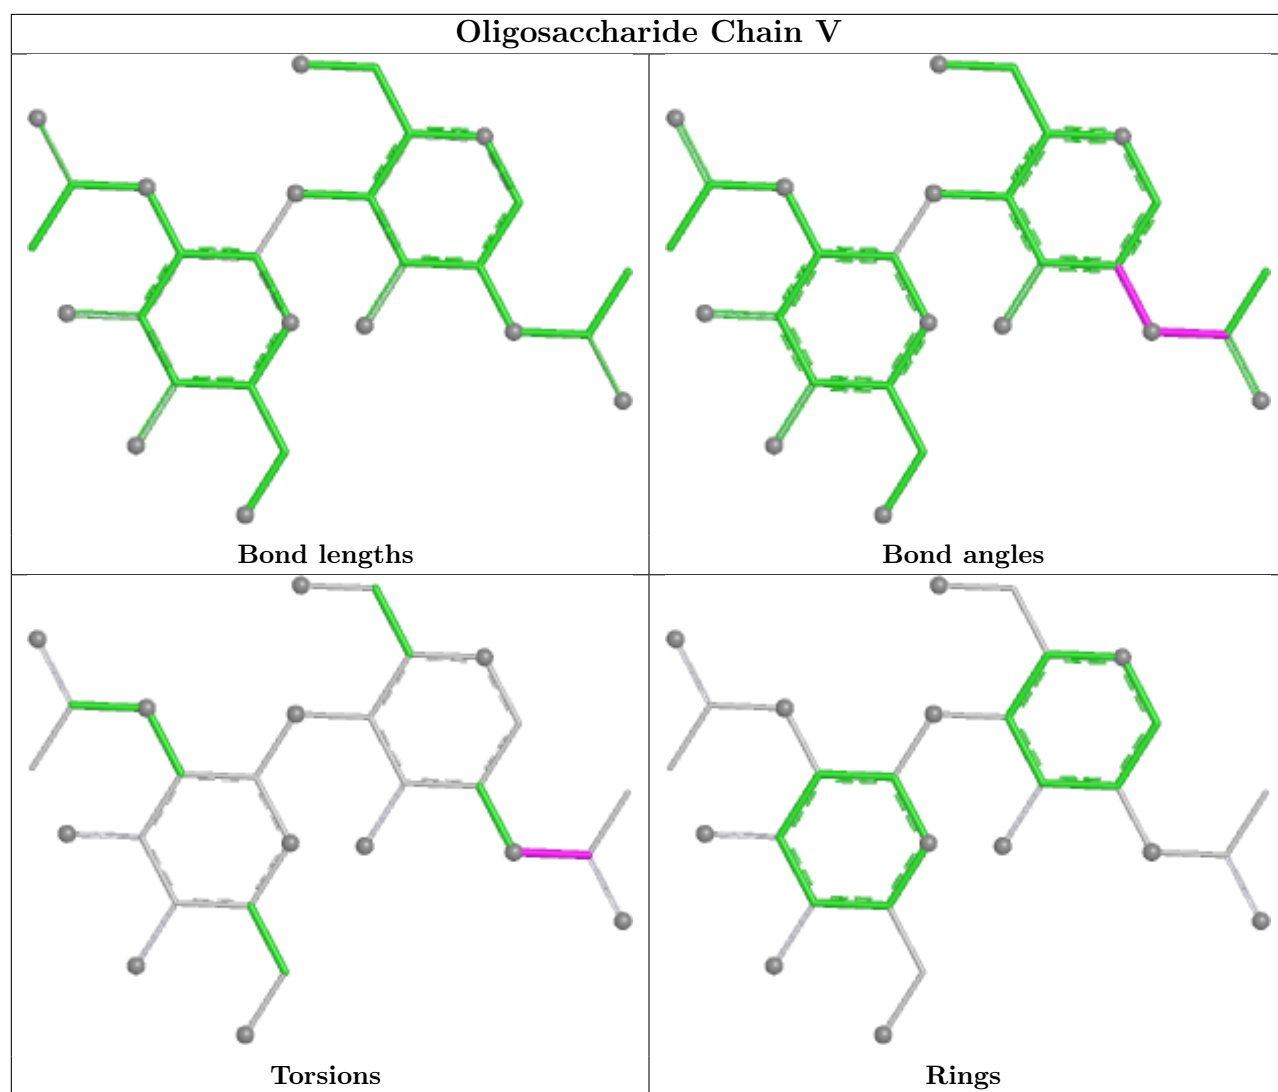 Oligosaccharide Chain V
Bond lengths
Bond angles
Torsions
Rings